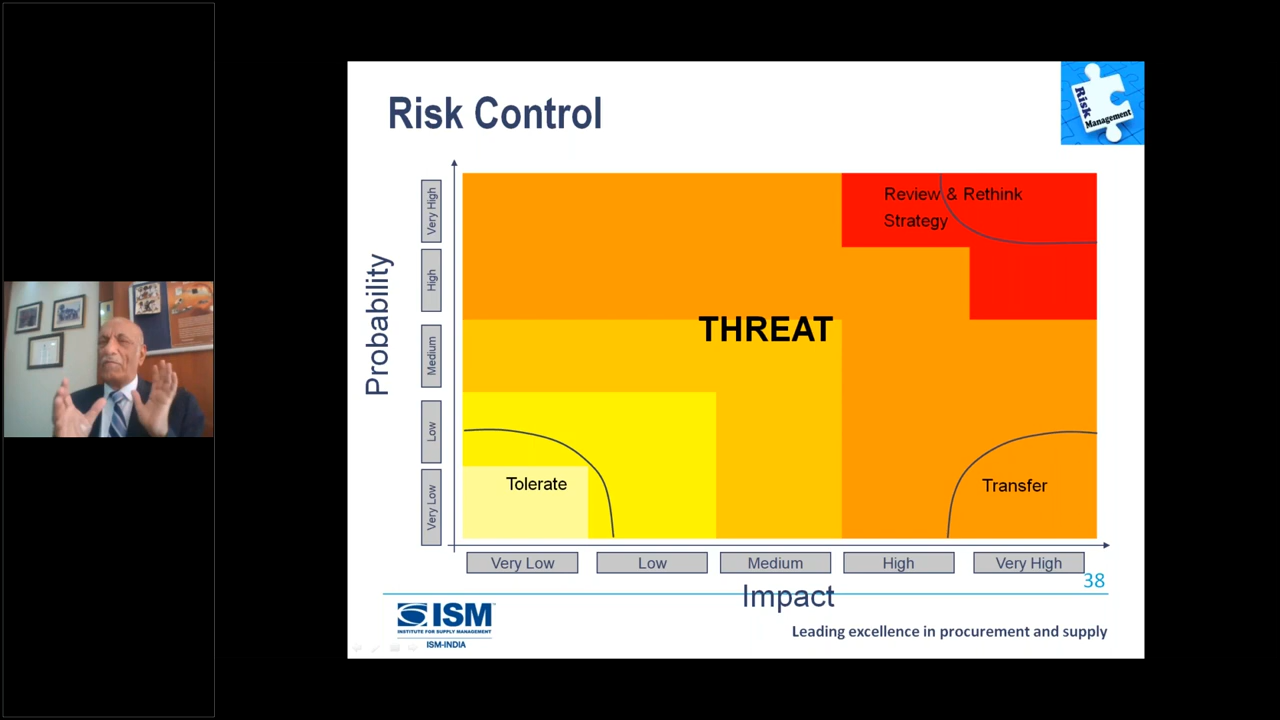 Risk Control
Risk
Management
Probability
Very High
High
Medium
Low
Very Low
Review & Rethink
Strategy
THREAT
Tolerate
Transfer
Very Low
Low
Medium
High
Very High
Impact
38
ISM
INSTITUTE FOR SUPPLY MANAGEMENT
ISM-INDIA
Leading excellence in procurement and supply